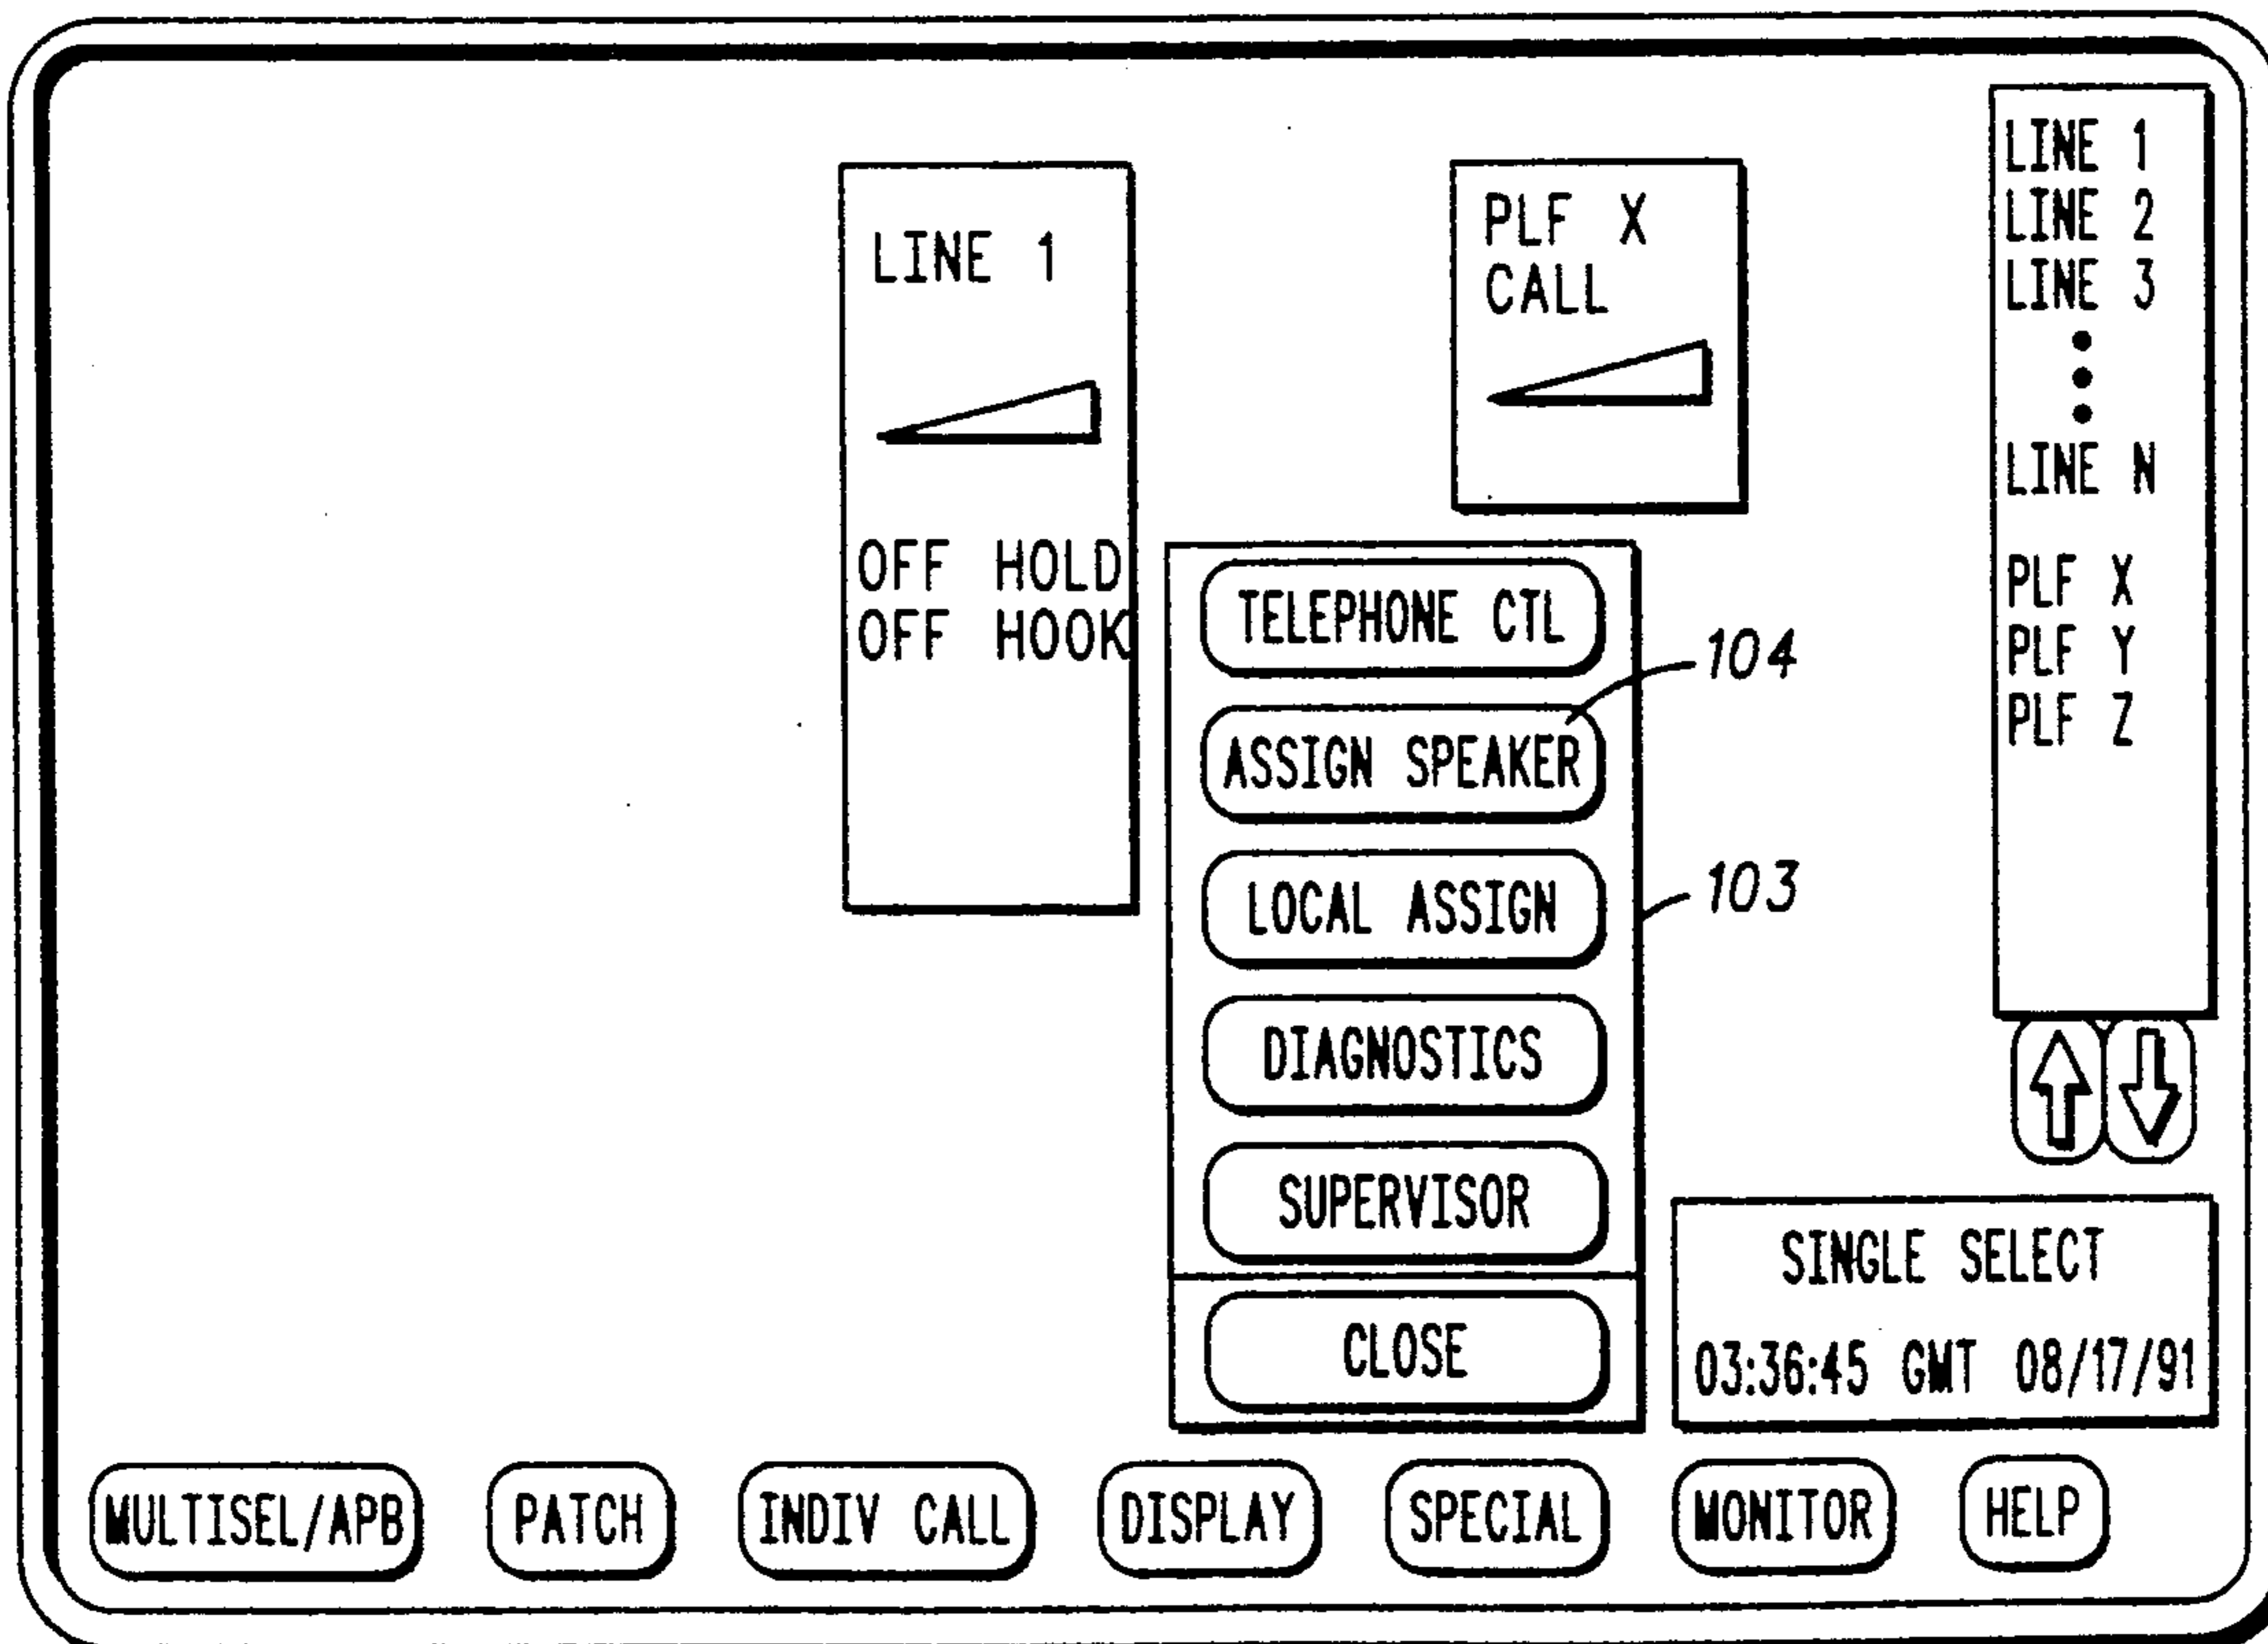 LINE 1
OFF HOLD
OFF HOOK
PLF X
CALL
LINE 1
LINE 2
LINE 3
LINE N
PLF X
PLF Y
PLF Z
TELEPHONE CTL
104
ASSIGN SPEAKER
LOCAL ASSIGN
103
DIAGNOSTICS
SUPERVISOR
CLOSE
SINGLE SELECT
03:36:45 GMT 08/17/91
MULTISEL/APB
PATCH
INDIV CALL
DISPLAY
SPECIAL
MONITOR
HELP